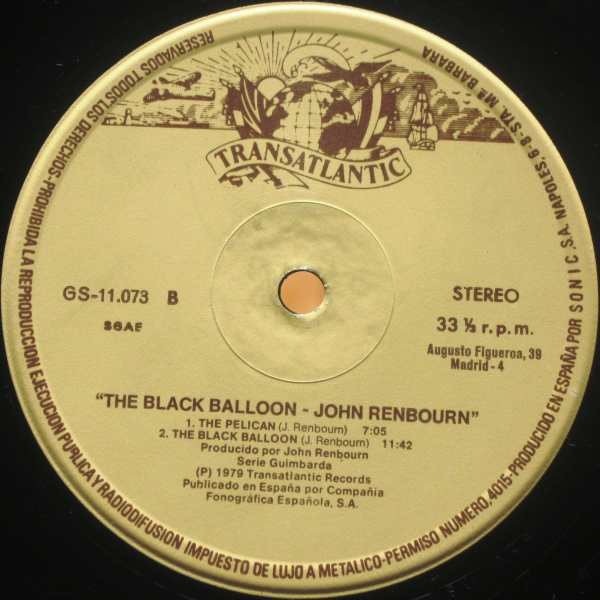 TRANSATLANTIC
GS-11.073 B
SGAE
STEREO
33 ⅓ r.p.m.
Augusto Figueroa, 39
Madrid-4
"THE BLACK BALLOON - JOHN RENBOURN"
1. THE PELICAN (J. Renbourn) 7:05
2. THE BLACK BALLOON (J. Renbourn) 11:42
Producido por John Renbourn
Serie Guimbarda
(P) 1979 Transatlantic Records
Publicado en España por Compañía
Fonográfica Española, S.A.
RESERVADOS TODOS LOS DERECHOS-PROHIBIDA LA REPRODUCCION EJECUCION PUBLICA Y RADIODIFUSION IMPUESTO DE LUJO A METALICO-PERMISO NUMERO, 4015-PRODUCIDO EN ESPAÑA POR SONIC, S.A. NAPOLES, 6-8-STA. Mª BARBARA